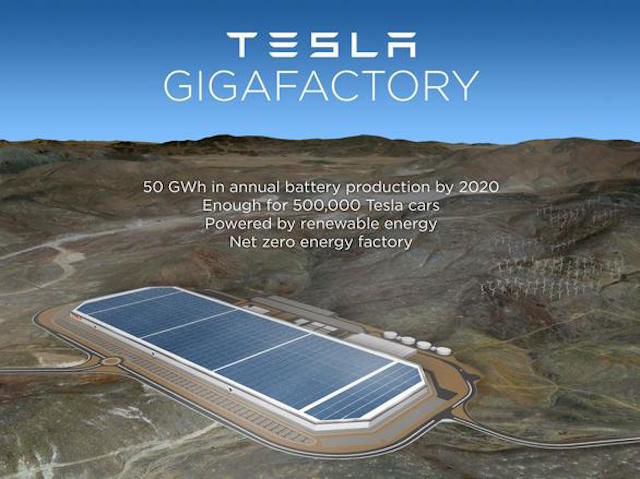 TESLA
GIGAFACTORY
50 GWh in annual battery production by 2020
Enough for 500,000 Tesla cars
Powered by renewable energy
Net zero energy factory